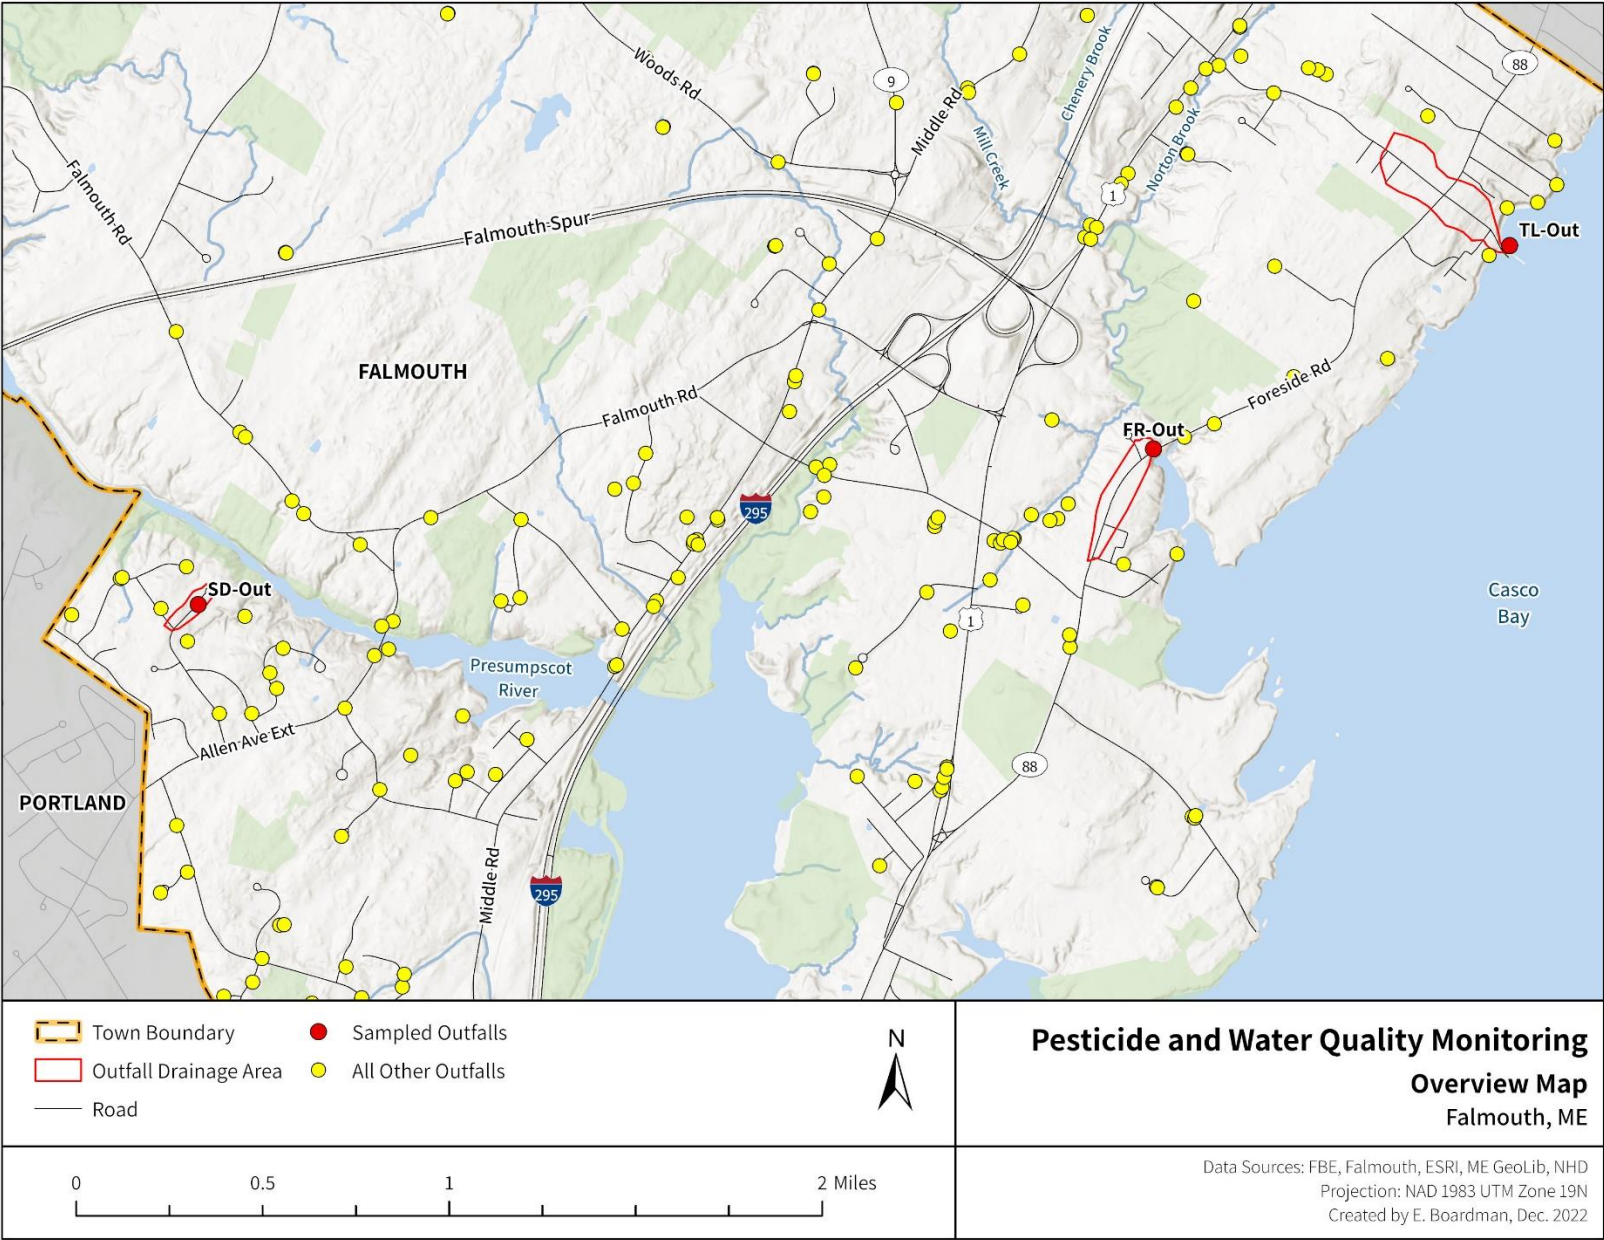 Woods Rd
9
Middle Rd
Mill Creek
Chenery Brook
Norton Brook
1
88
Falmouth Rd
Falmouth Spur
TL-Out
FALMOUTH
Falmouth Rd
Foreside Rd
FR-Out
295
SD-Out
Casco
Bay
1
Presumpscot
River
Allen Ave Ext
88
PORTLAND
Middle Rd
295
Town Boundary
Sampled Outfalls
Outfall Drainage Area
All Other Outfalls
Road
N
0 0.5 1 2 Miles
Pesticide and Water Quality Monitoring
Overview Map
Falmouth, ME
Data Sources: FBE, Falmouth, ESRI, ME GeoLib, NHD
Projection: NAD 1983 UTM Zone 19N
Created by E. Boardman, Dec. 2022